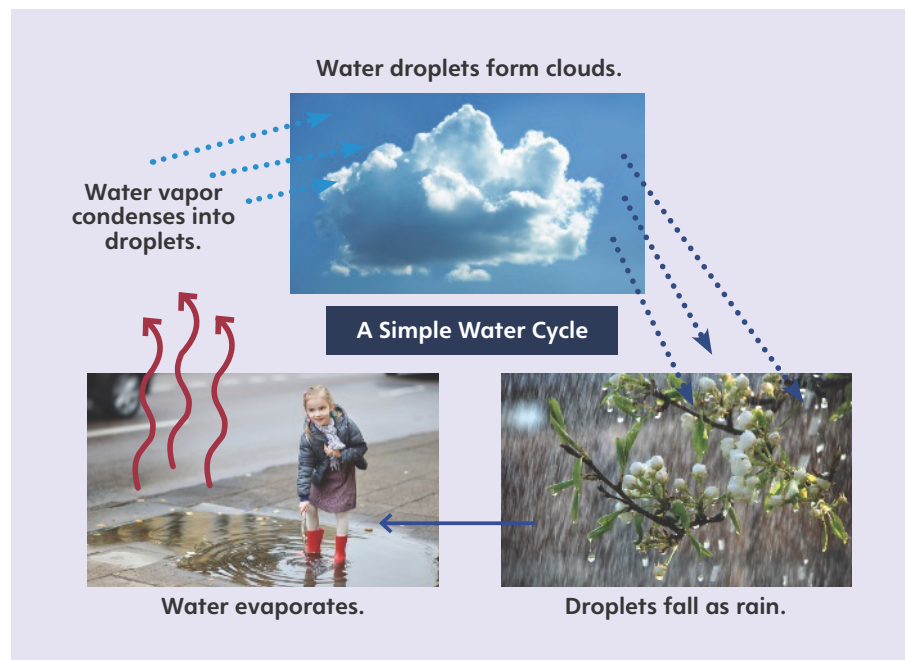 Water droplets form clouds.
Water vapor
condenses into
droplets.
A Simple Water Cycle
Water evaporates.
Droplets fall as rain.